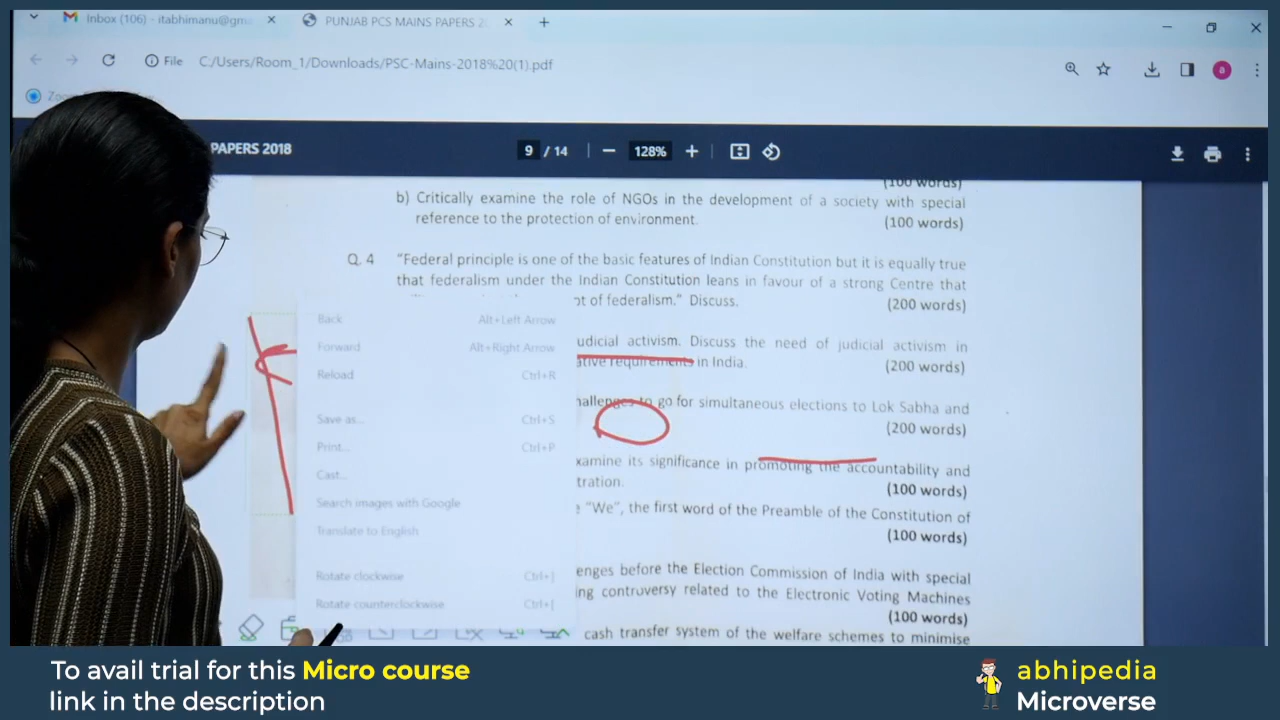 Inbox (106) - itabhimanu@gm
PUNJAB PCS MAINS PAPERS 2
File C:/Users/Room_1/Downloads/PSC-Mains-2018%20(1).pdf
PAPERS 2018
9 / 14
128%
(100 words)
b) Critically examine the role of NGOs in the development of a society with special
reference to the protection of environment. (100 words)
Q. 4 “Federal principle is one of the basic features of Indian Constitution but it is equally true
that federalism under the Indian Constitution leans in favour of a strong Centre that
of federalism.” Discuss. (200 words)
judicial activism. Discuss the need of judicial activism in
requirements in India. (200 words)
challenges to go for simultaneous elections to Lok Sabha and
(200 words)
examine its significance in promoting the accountability and
(100 words)
“We”, the first word of the Preamble of the Constitution of
(100 words)
before the Election Commission of India with special
controversy related to the Electronic Voting Machines
(100 words)
cash transfer system of the welfare schemes to minimise
Back Alt+Left Arrow
Forward Alt+Right Arrow
Reload Ctrl+R
Save as... Ctrl+S
Print... Ctrl+P
Cast...
Search images with Google
Translate to English
Rotate clockwise Ctrl+]
Rotate counterclockwise Ctrl+[
To avail trial for this Micro course
link in the description
abhipedia
Microverse